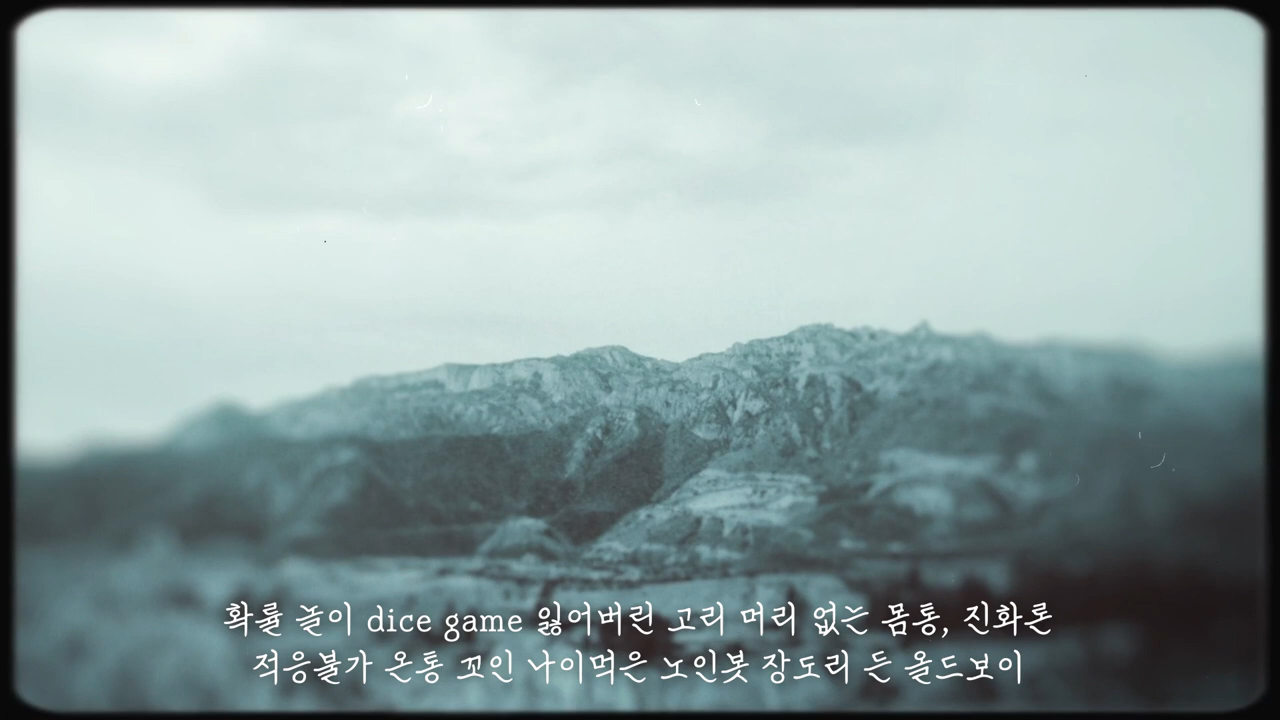 확률 놀이 dice game 잃어버린 고리 머리 없는 몸통, 진화론
적응불가 온통 꼬인 나이먹은 노인봇 장도리 든 올드보이